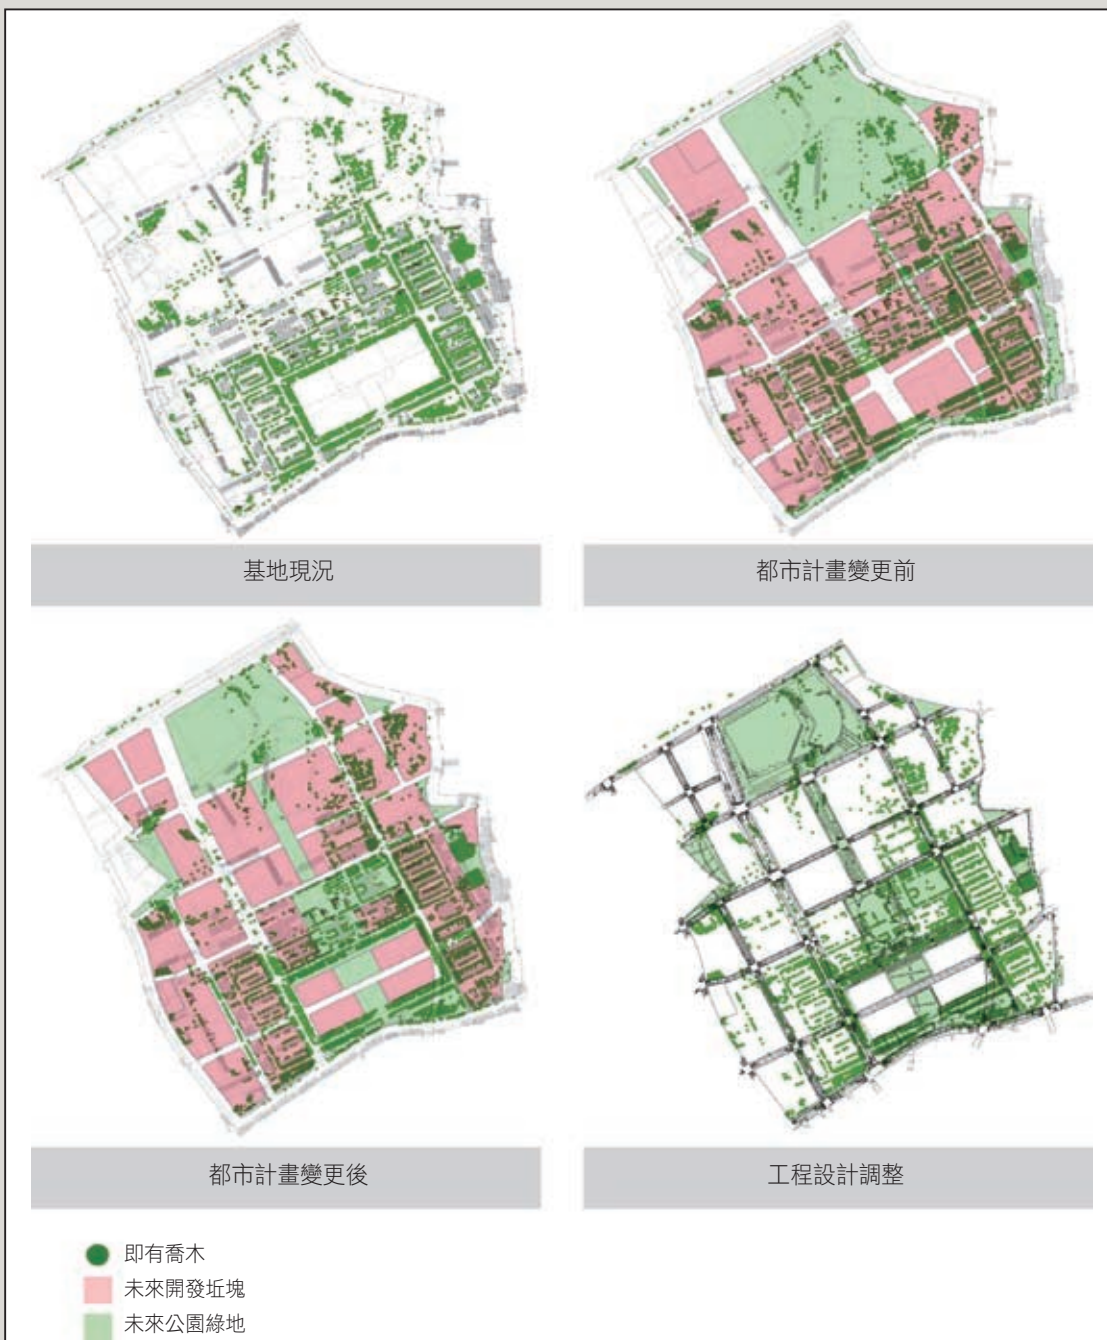 基地現況
都市計畫變更前
都市計畫變更後
工程設計調整
即有喬木
未來開發坵塊
未來公園綠地